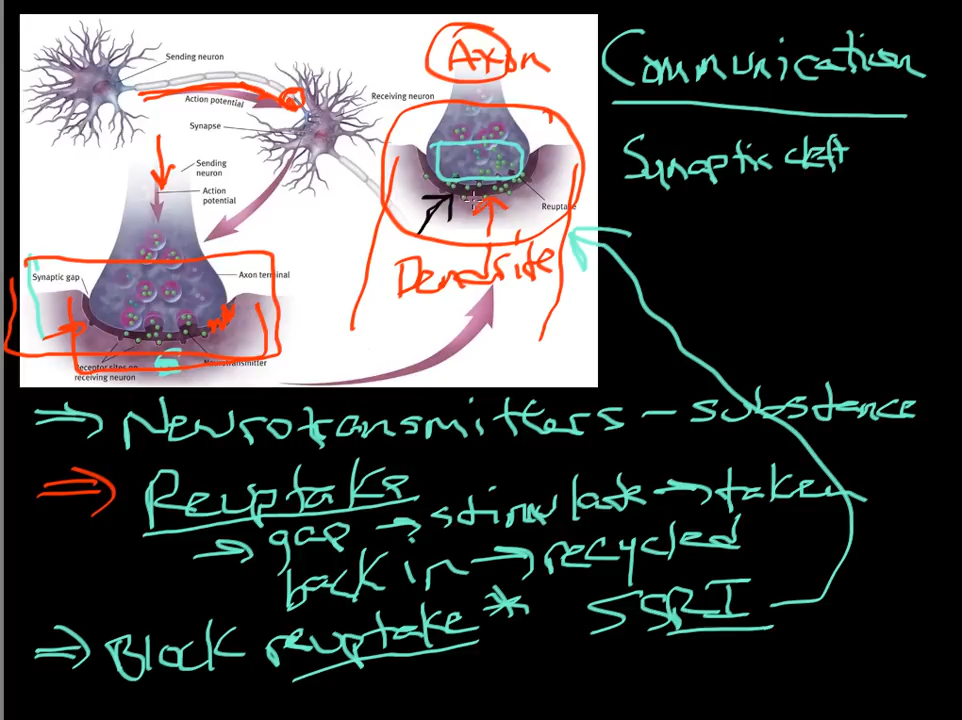 Sending neuron
Action potential
Synapse
Receiving neuron
Axon
Communication
Synaptic cleft
Sending
neuron
Action
potential
Reuptake
Dendrite
Synaptic gap
Axon terminal
Receptor sites on
receiving neuron
Neurotransmitter
⇒ Neurotransmitters - substance
⇒ Reuptake
→ gap → stimulate → taken
back in → recycled
SSRI
⇒ Block reuptake *